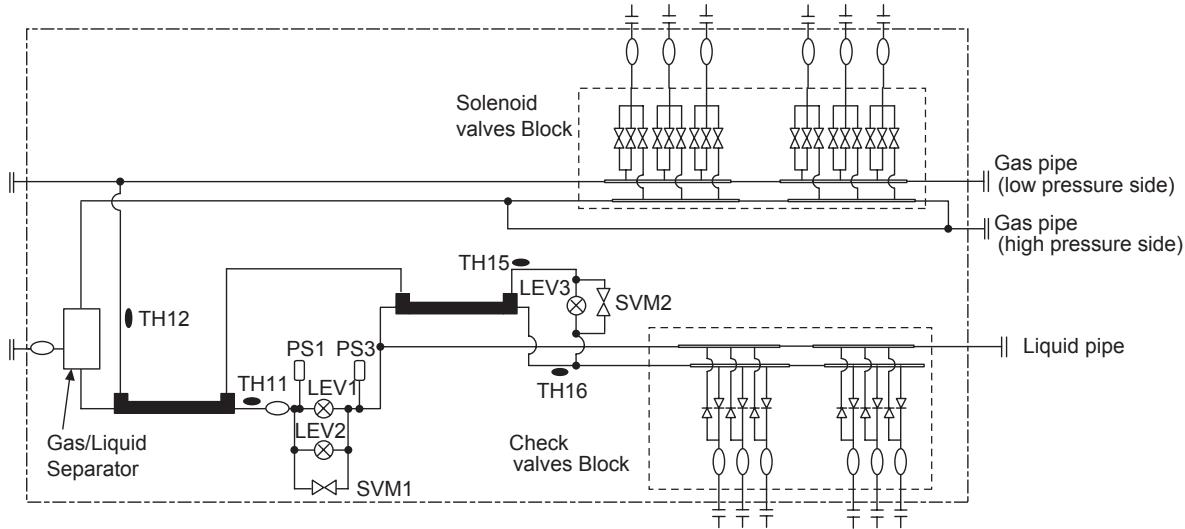 Solenoid
valves Block
Gas pipe
(low pressure side)
Gas pipe
(high pressure side)
TH15
LEV3
SVM2
TH12
PS1
PS3
Liquid pipe
TH11
LEV1
TH16
LEV2
Gas/Liquid
Separator
Check
valves Block
SVM1